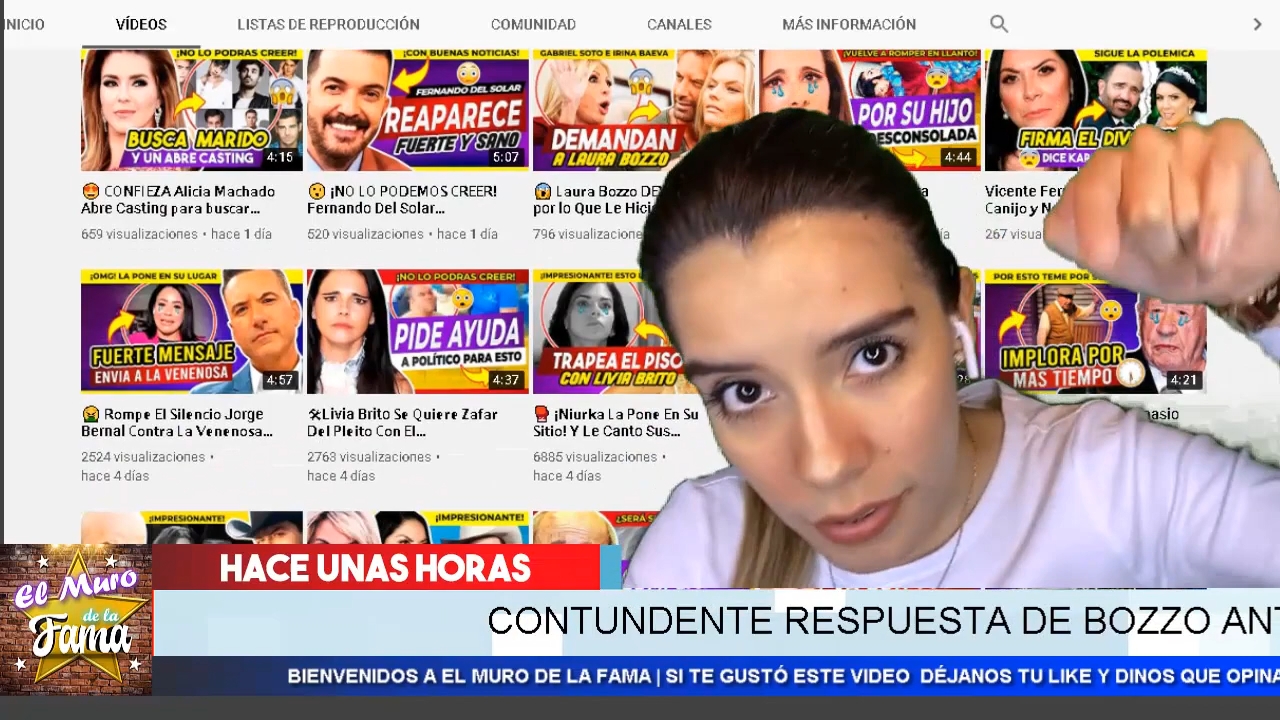 INICIO
VÍDEOS
LISTAS DE REPRODUCCIÓN
COMUNIDAD
CANALES
MÁS INFORMACIÓN
NO LO PODRAS CREER!
BUSCA MARIDO
Y UN ABRE CASTING
4:15
¡CON BUENAS NOTICIAS!
FERNANDO DEL SOLAR
REAPARECE
FUERTE Y SANO
5:07
GABRIEL SOTO E IRINA BAEVA
DEMANDAN
A LAURA BOZZO
¡VUELVE A ROMPER EN LLANTO!
POR SU HIJO
DESCONSOLADA
4:44
SIGUE LA POLEMICA
FIRMA EL DIV
DICE KAR
😍 CONFIEZA Alicia Machado
Abre Casting para buscar...
659 visualizaciones • hace 1 día
😯 ¡NO LO PODEMOS CREER!
Fernando Del Solar...
520 visualizaciones • hace 1 día
😱 Laura Bozzo DE
por lo Que Le Hici
796 visualizaciones
día
Vicente Fer
Canijo y N
267 visua
¡OMG! LA PONE EN SU LUGAR
FUERTE MENSAJE
ENVIA A LA VENENOSA
4:57
¡NO LO PODRAS CREER!
PIDE AYUDA
A POLÍTICO PARA ESTO
4:37
¡IMPRESIONANTE! ESTO
TRAPEA EL PISO
CON LIVIA BRITO
28
POR ESTO TEME POR S
IMPLORA POR
MAS TIEMPO
4:21
Rompe El Silencio Jorge
Bernal Contra La Venenosa...
2524 visualizaciones •
hace 4 días
🛠Livia Brito Se Quiere Zafar
Del Pleito Con El...
2763 visualizaciones •
hace 4 días
¡Niurka La Pone En Su
Sitio! Y Le Canto Sus...
6885 visualizaciones •
hace 4 días
nasio
¡IMPRESIONANTE!
¡IMPRESIONANTE!
¿SERÁ
El Muro
de la
Fama
HACE UNAS HORAS
CONTUNDENTE RESPUESTA DE BOZZO ANT
BIENVENIDOS A EL MURO DE LA FAMA | SI TE GUSTÓ ESTE VIDEO DÉJANOS TU LIKE Y DINOS QUE OPINA